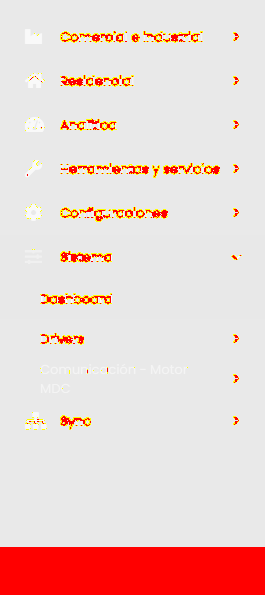 Comercial e Industrial
Residencial
Analítica
Herramientas y servicios
Configuraciones
Sistema
Dashboard
Drivers
Comunicación - Motor
MDC
Sync